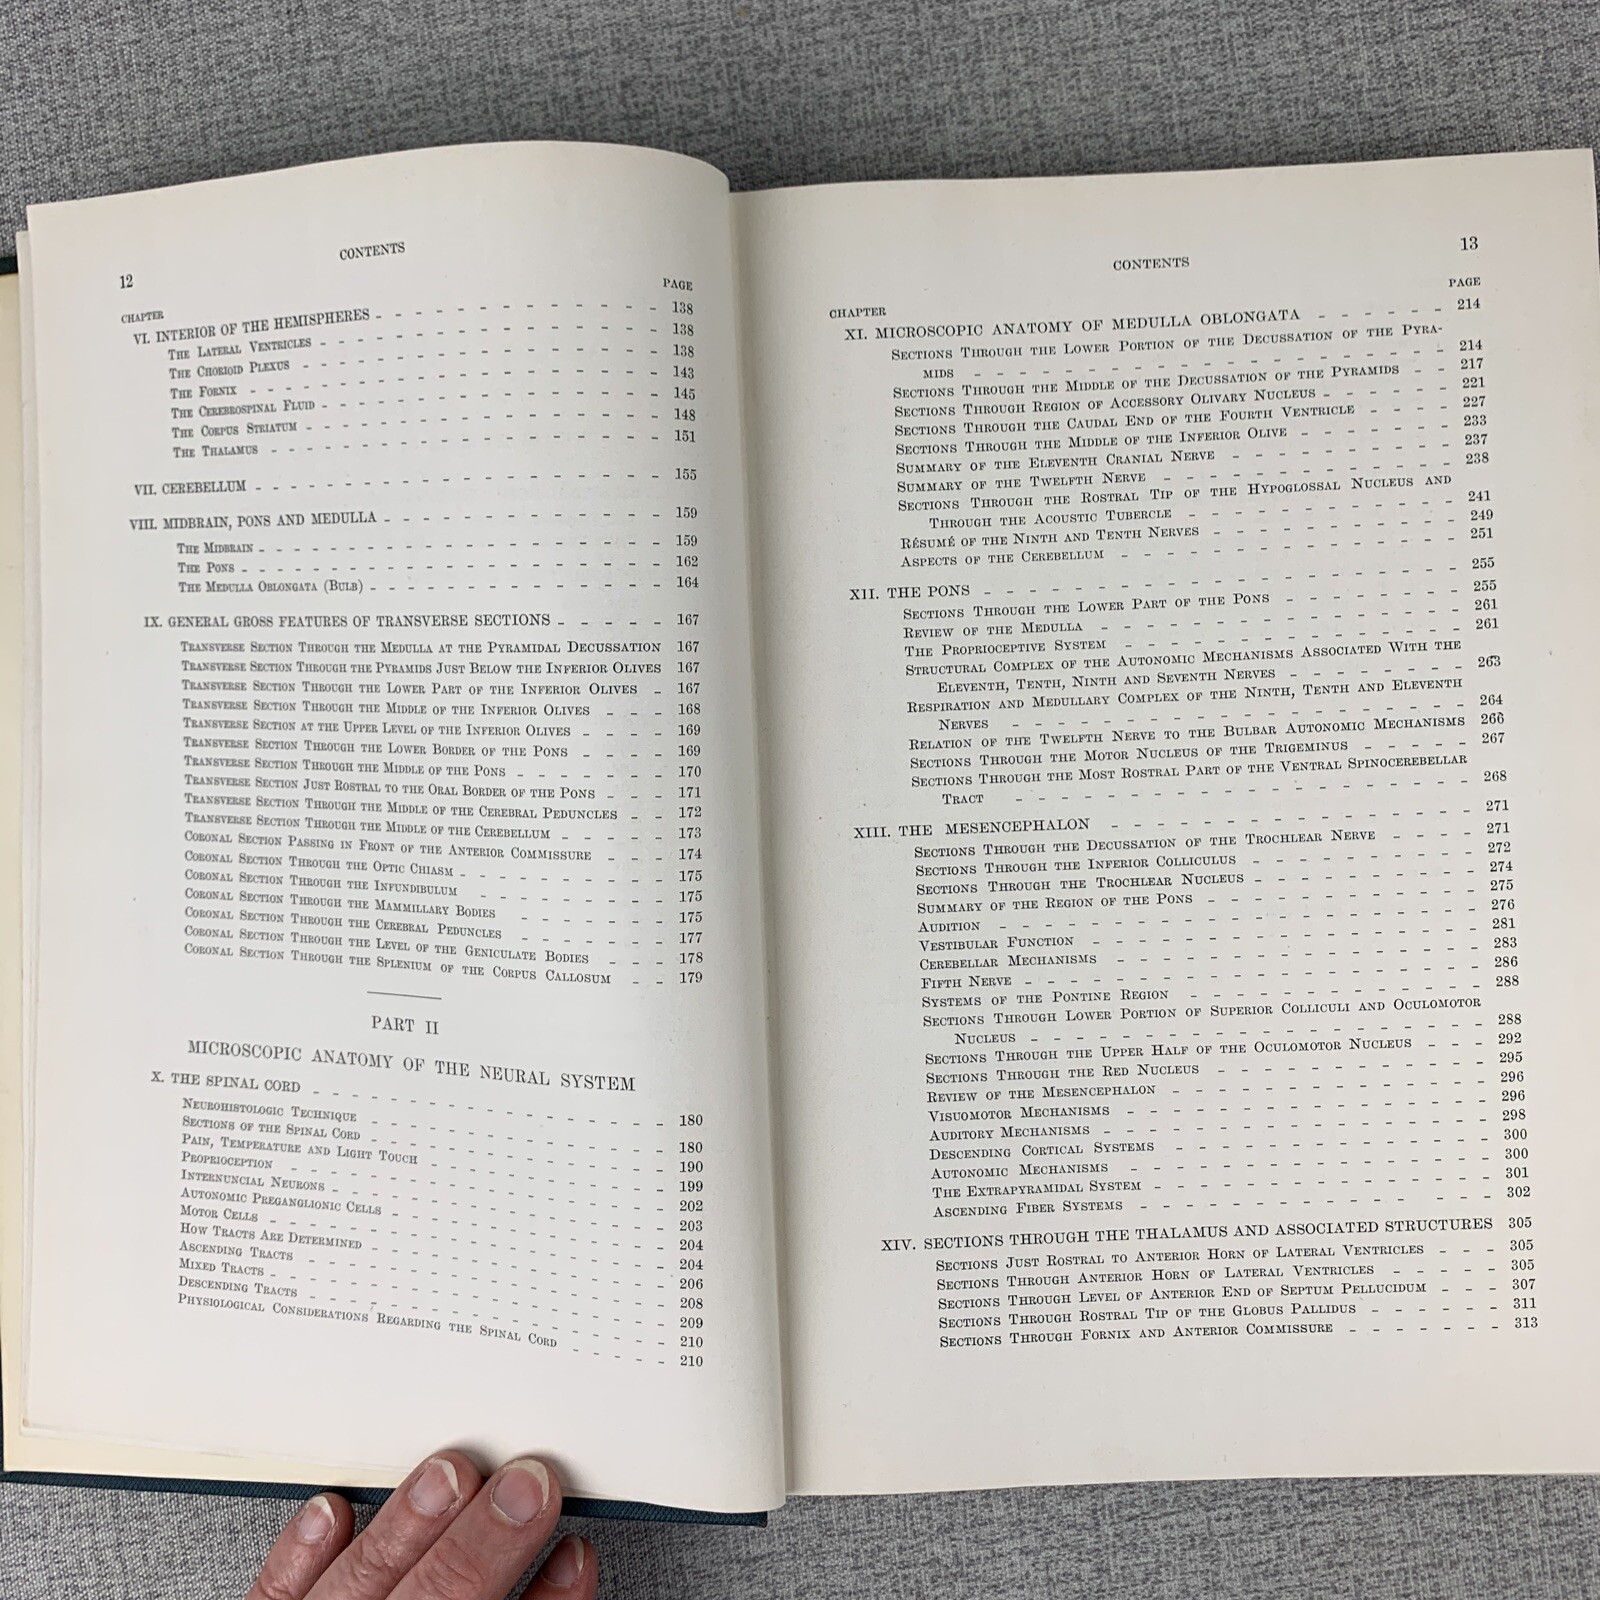 12
CONTENTS
CHAPTER PAGE
VI. INTERIOR OF THE HEMISPHERES 138
THE LATERAL VENTRICLES 138
THE CHORIOID PLEXUS 138
THE FORNIX 143
THE CEREBROSPINAL FLUID 145
THE CORPUS STRIATUM 148
THE THALAMUS 151
VII. CEREBELLUM 155
VIII. MIDBRAIN, PONS AND MEDULLA 159
THE MIDBRAIN 159
THE PONS 162
THE MEDULLA OBLONGATA (BULB) 164
IX. GENERAL GROSS FEATURES OF TRANSVERSE SECTIONS 167
TRANSVERSE SECTION THROUGH THE MEDULLA AT THE PYRAMIDAL DECUSSATION 167
TRANSVERSE SECTION THROUGH THE PYRAMIDS JUST BELOW THE INFERIOR OLIVES 167
TRANSVERSE SECTION THROUGH THE LOWER PART OF THE INFERIOR OLIVES 167
TRANSVERSE SECTION THROUGH THE MIDDLE OF THE INFERIOR OLIVES 168
TRANSVERSE SECTION AT THE UPPER LEVEL OF THE INFERIOR OLIVES 169
TRANSVERSE SECTION THROUGH THE LOWER BORDER OF THE PONS 169
TRANSVERSE SECTION THROUGH THE MIDDLE OF THE PONS 170
TRANSVERSE SECTION JUST ROSTRAL TO THE ORAL BORDER OF THE PONS 171
TRANSVERSE SECTION THROUGH THE MIDDLE OF THE CEREBRAL PEDUNCLES 172
TRANSVERSE SECTION THROUGH THE MIDDLE OF THE CEREBELLUM 173
CORONAL SECTION PASSING IN FRONT OF THE ANTERIOR COMMISSURE 174
CORONAL SECTION THROUGH THE OPTIC CHIASM 175
CORONAL SECTION THROUGH THE INFUNDIBULUM 175
CORONAL SECTION THROUGH THE MAMMILLARY BODIES 175
CORONAL SECTION THROUGH THE CEREBRAL PEDUNCLES 177
CORONAL SECTION THROUGH THE LEVEL OF THE GENICULATE BODIES 178
CORONAL SECTION THROUGH THE SPLENIUM OF THE CORPUS CALLOSUM 179
PART II
MICROSCOPIC ANATOMY OF THE NEURAL SYSTEM
X. THE SPINAL CORD 180
NEUROHISTOLOGIC TECHNIQUE 180
SECTIONS OF THE SPINAL CORD 190
PAIN, TEMPERATURE AND LIGHT TOUCH 199
PROPRIOCEPTION 202
INTERNUNCIAL NEURONS 203
AUTONOMIC PREGANGLIONIC CELLS 204
MOTOR CELLS 204
HOW TRACTS ARE DETERMINED 206
ASCENDING TRACTS 208
MIXED TRACTS 209
DESCENDING TRACTS 210
PHYSIOLOGICAL CONSIDERATIONS REGARDING THE SPINAL CORD 210
CONTENTS
13
CHAPTER PAGE
XI. MICROSCOPIC ANATOMY OF MEDULLA OBLONGATA 214
SECTIONS THROUGH THE LOWER PORTION OF THE DECUSSATION OF THE PYRA-
MIDS 214
SECTIONS THROUGH THE MIDDLE OF THE DECUSSATION OF THE PYRAMIDS 217
SECTIONS THROUGH REGION OF ACCESSORY OLIVARY NUCLEUS 221
SECTIONS THROUGH THE CAUDAL END OF THE FOURTH VENTRICLE 227
SECTIONS THROUGH THE MIDDLE OF THE INFERIOR OLIVE 233
SUMMARY OF THE ELEVENTH CRANIAL NERVE 237
SUMMARY OF THE TWELFTH NERVE 238
SECTIONS THROUGH THE ROSTRAL TIP OF THE HYPOGLOSSAL NUCLEUS AND
THROUGH THE ACOUSTIC TUBERCLE 241
RÉSUMÉ OF THE NINTH AND TENTH NERVES 249
ASPECTS OF THE CEREBELLUM 251
XII. THE PONS 255
SECTIONS THROUGH THE LOWER PART OF THE PONS 255
REVIEW OF THE MEDULLA 261
THE PROPRIOCEPTIVE SYSTEM 261
STRUCTURAL COMPLEX OF THE AUTONOMIC MECHANISMS ASSOCIATED WITH THE
ELEVENTH, TENTH, NINTH AND SEVENTH NERVES 263
RESPIRATION AND MEDULLARY COMPLEX OF THE NINTH, TENTH AND ELEVENTH
NERVES 264
RELATION OF THE TWELFTH NERVE TO THE BULBAR AUTONOMIC MECHANISMS 266
SECTIONS THROUGH THE MOTOR NUCLEUS OF THE TRIGEMINUS 267
SECTIONS THROUGH THE MOST ROSTRAL PART OF THE VENTRAL SPINOCEREBELLAR
TRACT 268
XIII. THE MESENCEPHALON 271
SECTIONS THROUGH THE DECUSSATION OF THE TROCHLEAR NERVE 271
SECTIONS THROUGH THE INFERIOR COLLICULUS 272
SECTIONS THROUGH THE TROCHLEAR NUCLEUS 274
SUMMARY OF THE REGION OF THE PONS 275
AUDITION 276
VESTIBULAR FUNCTION 281
CEREBELLAR MECHANISMS 283
FIFTH NERVE 286
SYSTEMS OF THE PONTINE REGION 288
SECTIONS THROUGH LOWER PORTION OF SUPERIOR COLLICULI AND OCULOMOTOR
NUCLEUS 288
SECTIONS THROUGH THE UPPER HALF OF THE OCULOMOTOR NUCLEUS 292
SECTIONS THROUGH THE RED NUCLEUS 295
REVIEW OF THE MESENCEPHALON 296
VISUOMOTOR MECHANISMS 296
AUDITORY MECHANISMS 298
DESCENDING CORTICAL SYSTEMS 300
AUTONOMIC MECHANISMS 300
THE EXTRAPYRAMIDAL SYSTEM 301
ASCENDING FIBER SYSTEMS 302
XIV. SECTIONS THROUGH THE THALAMUS AND ASSOCIATED STRUCTURES 305
SECTIONS JUST ROSTRAL TO ANTERIOR HORN OF LATERAL VENTRICLES 305
SECTIONS THROUGH ANTERIOR HORN OF LATERAL VENTRICLES 305
SECTIONS THROUGH LEVEL OF ANTERIOR END OF SEPTUM PELLUCIDUM 307
SECTIONS THROUGH ROSTRAL TIP OF THE GLOBUS PALLIDUS 311
SECTIONS THROUGH FORNIX AND ANTERIOR COMMISSURE 313